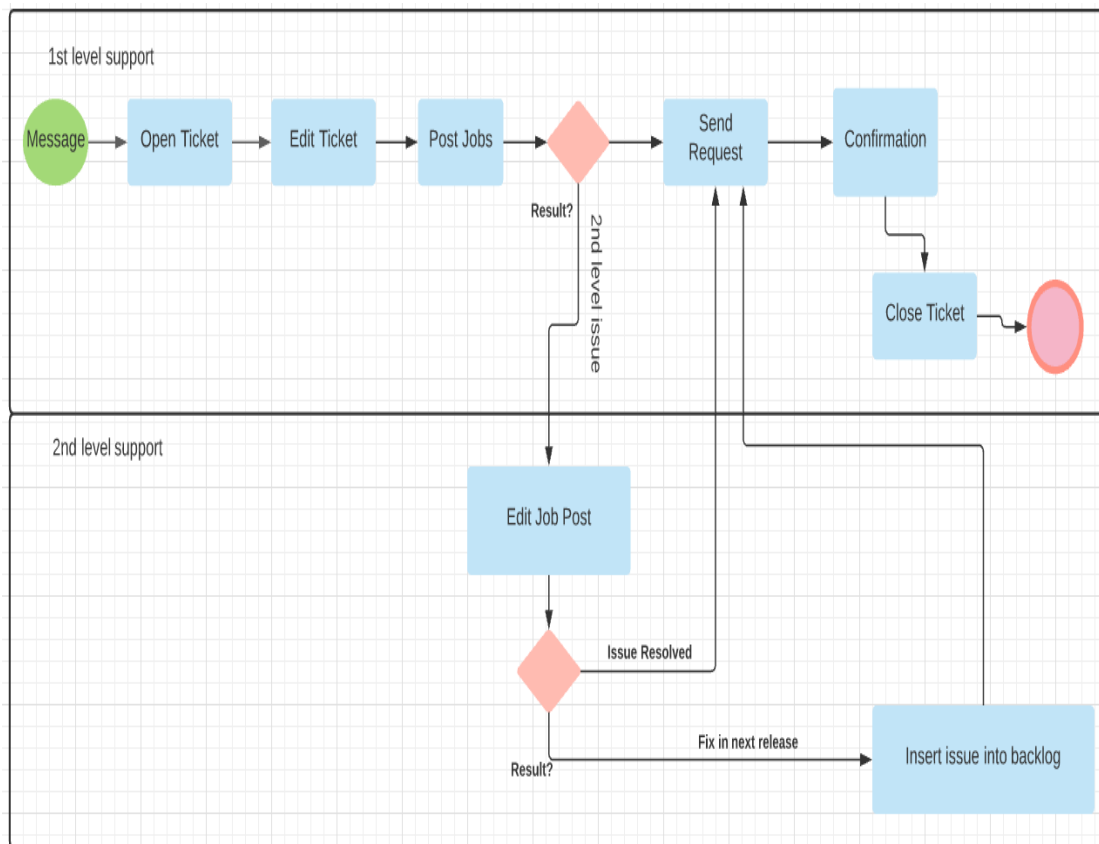 1st level support
Message
Open Ticket
Edit Ticket
Post Jobs
Send
Request
Confirmation
Result?
2nd level issue
Close Ticket
2nd level support
Edit Job Post
Issue Resolved
Fix in next release
Result?
Insert issue into backlog